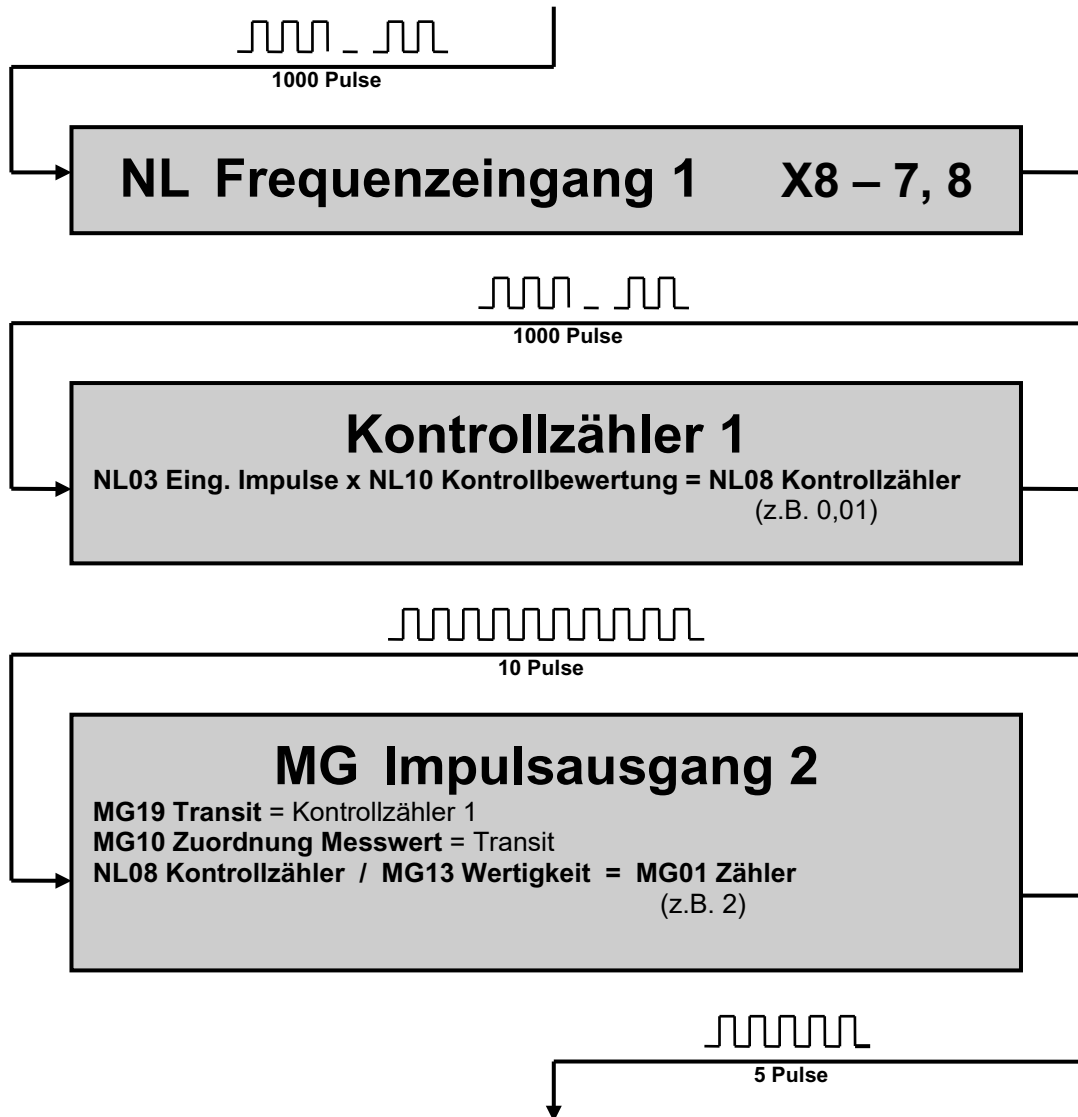 1000 Pulse
NL Frequenzeingang 1 X8 – 7, 8
1000 Pulse
Kontrollzähler 1
NL03 Eing. Impulse x NL10 Kontrollbewertung = NL08 Kontrollzähler
(z.B. 0,01)
10 Pulse
MG Impulsausgang 2
MG19 Transit = Kontrollzähler 1
MG10 Zuordnung Messwert = Transit
NL08 Kontrollzähler / MG13 Wertigkeit = MG01 Zähler
(z.B. 2)
5 Pulse